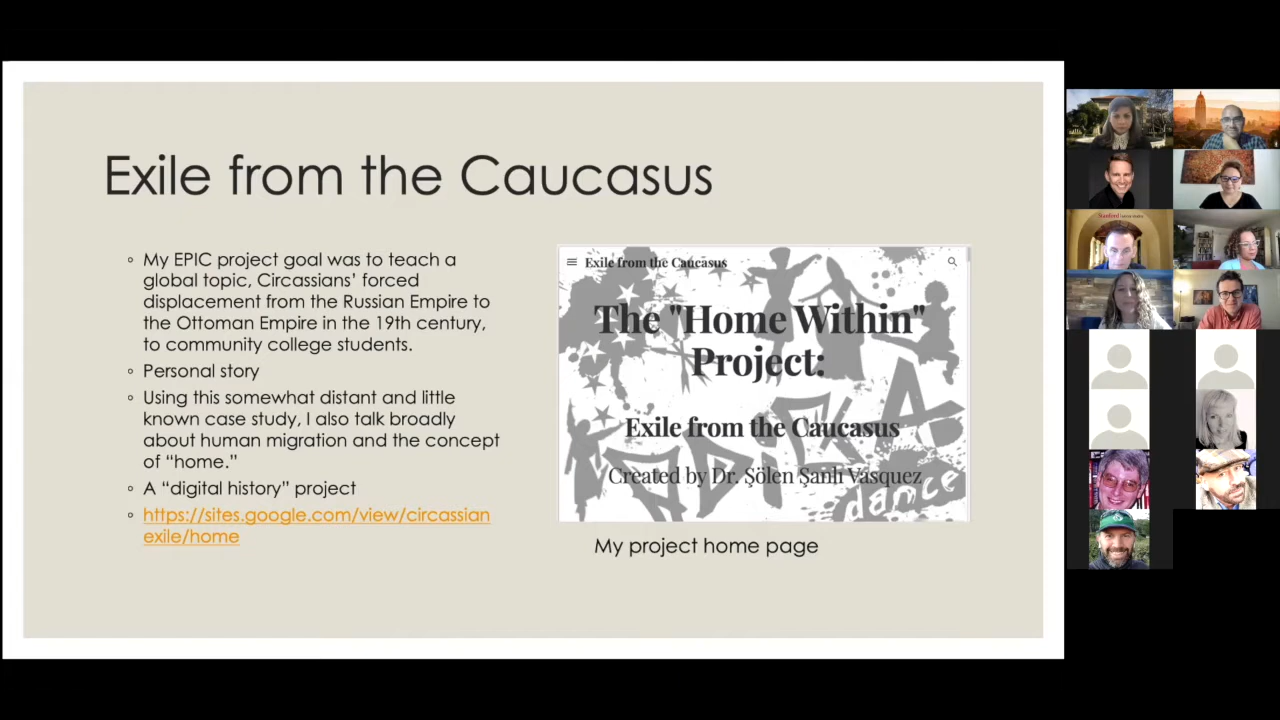 Exile from the Caucasus
◦ My EPIC project goal was to teach a
global topic, Circassians’ forced
displacement from the Russian Empire to
the Ottoman Empire in the 19th century,
to community college students.
◦ Personal story
◦ Using this somewhat distant and little
known case study, I also talk broadly
about human migration and the concept
of “home.”
◦ A “digital history” project
◦ https://sites.google.com/view/circassian
exile/home
Exile from the Caucasus
The "Home Within"
Project:
Exile from the Caucasus
Created by Dr. Şölen Şanlı Vasquez
dance
My project home page
Stanford